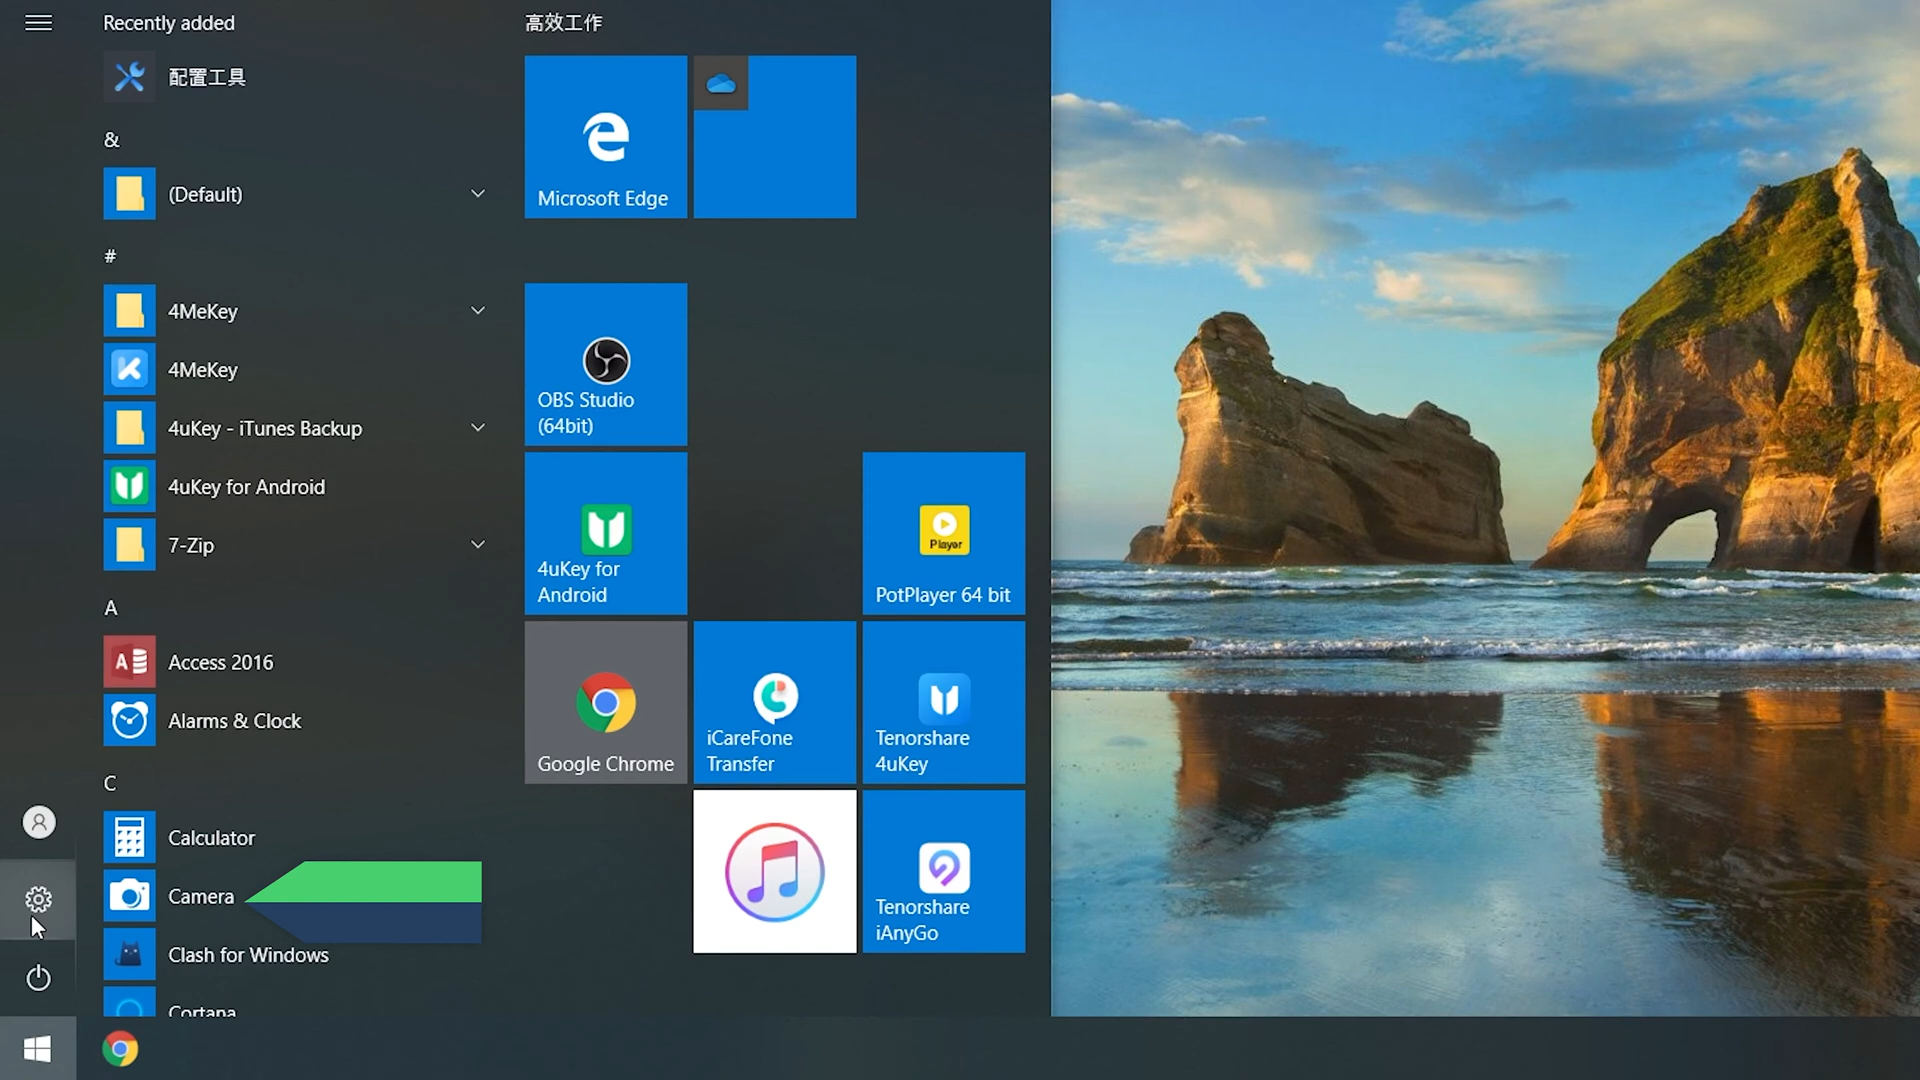 Recently added
配置工具
&
(Default)
#
4MeKey
4MeKey
4uKey - iTunes Backup
4uKey for Android
7-Zip
A
Access 2016
Alarms & Clock
C
Calculator
Camera
Clash for Windows
Cortana
高效工作
Microsoft Edge
OBS Studio
(64bit)
4uKey for
Android
Player
PotPlayer 64 bit
Google Chrome
iCareFone
Transfer
Tenorshare
4uKey
Tenorshare
iAnyGo